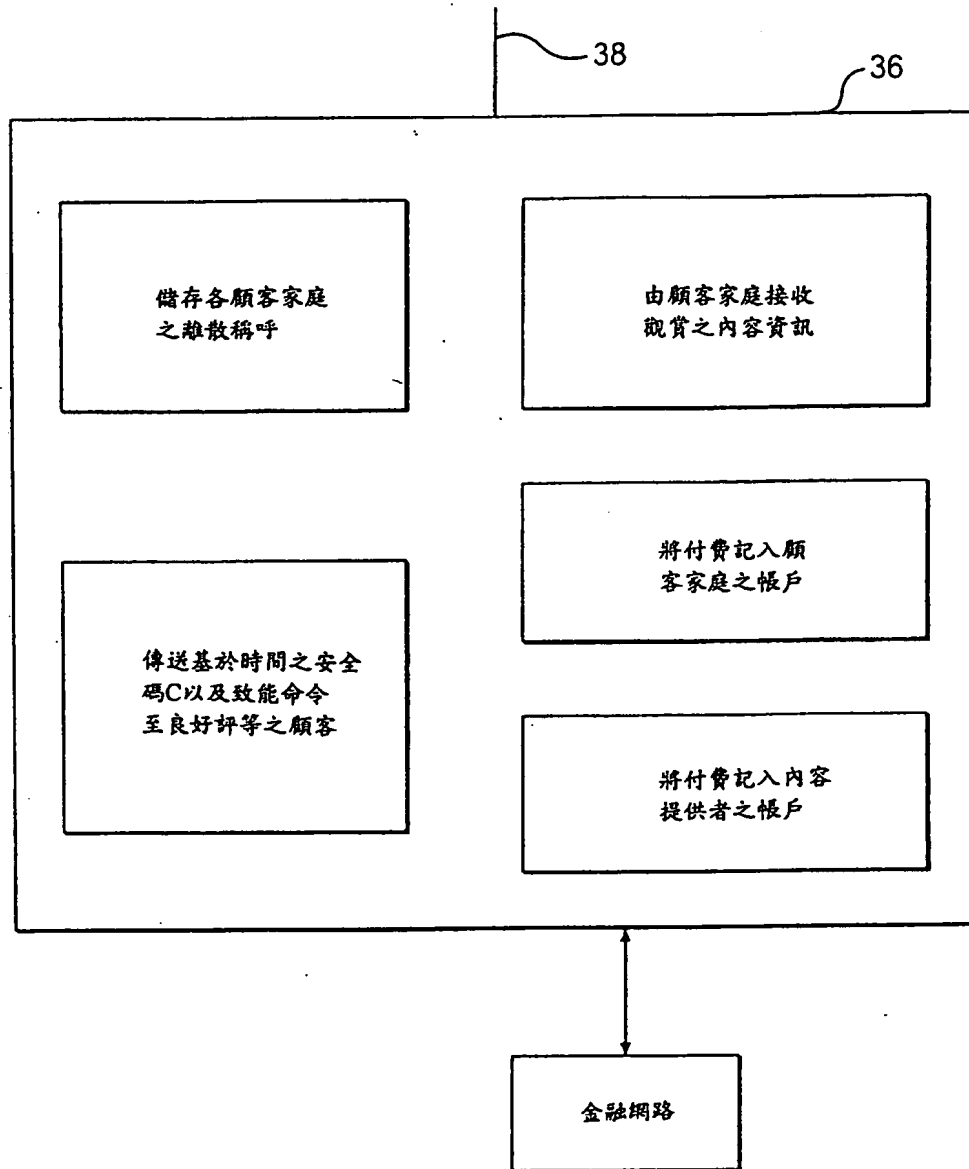 38
36
儲存各顧客家庭
之離散稱呼
由顧客家庭接收
觀賞之內容資訊
將付費記入顧
客家庭之帳戶
傳送基於時間之安全
碼C以及致能命令
至良好評等之顧客
將付費記入內容
提供者之帳戶
金融網路